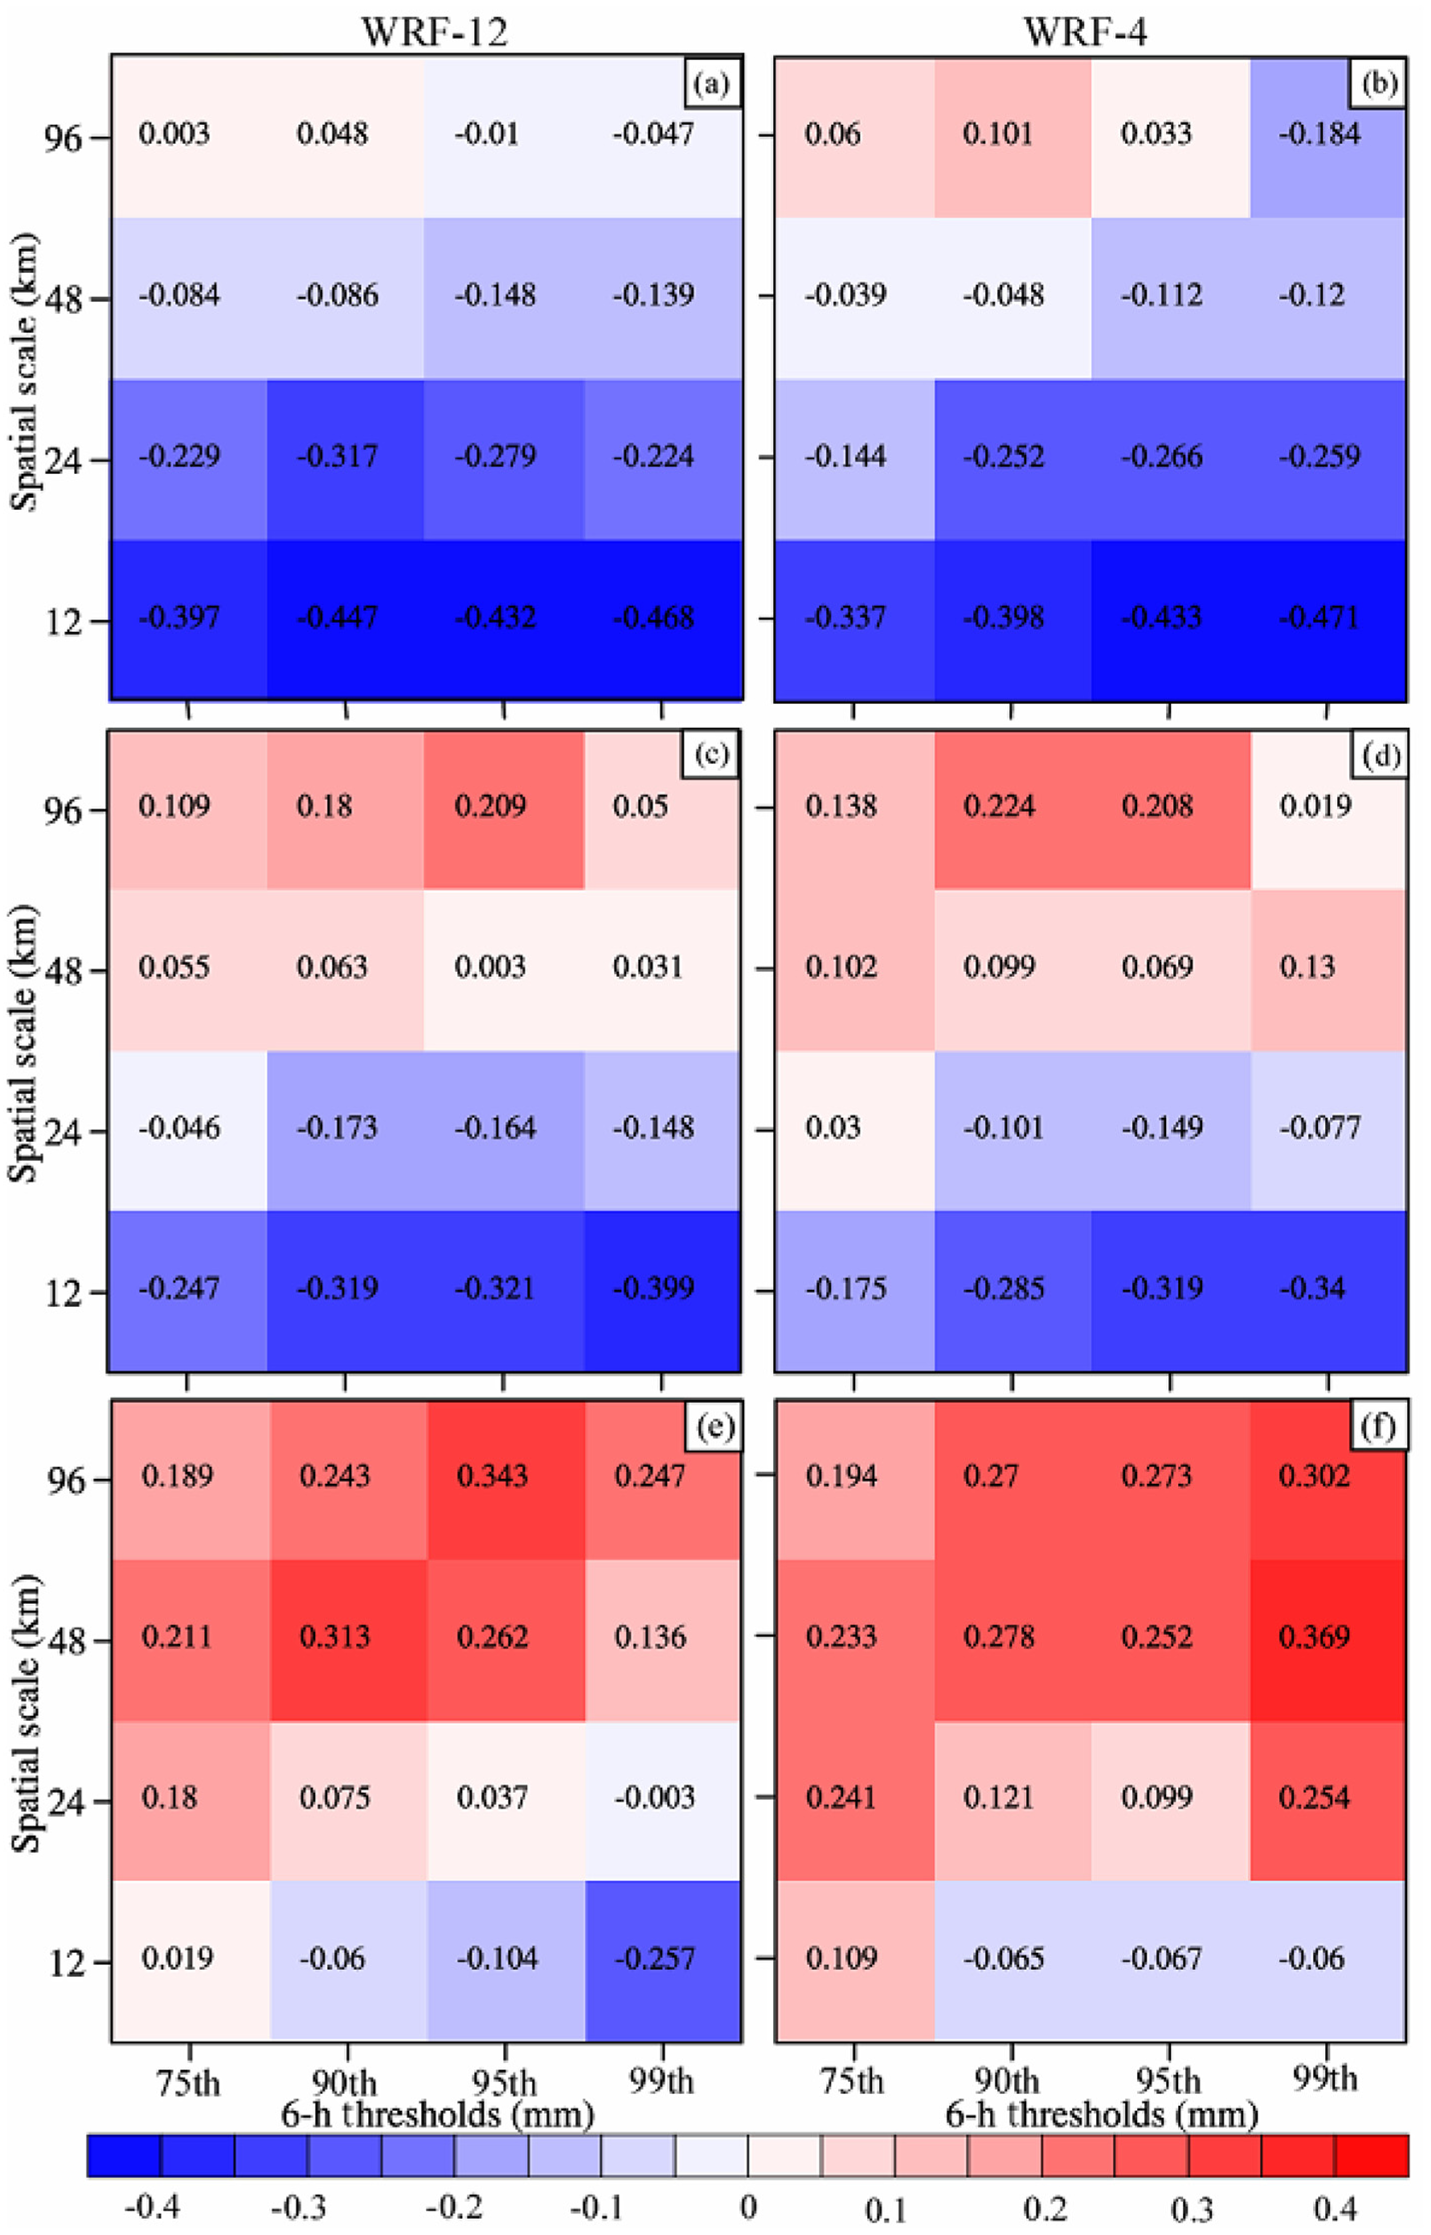 WRF-12 WRF-4
(a) (b)
96 0.003 0.048 -0.01 -0.047 0.06 0.101 0.033 -0.184
48 -0.084 -0.086 -0.148 -0.139 -0.039 -0.048 -0.112 -0.12
24 -0.229 -0.317 -0.279 -0.224 -0.144 -0.252 -0.266 -0.259
12 -0.397 -0.447 -0.432 -0.468 -0.337 -0.398 -0.433 -0.471
Spatial scale (km)
(c) (d)
96 0.109 0.18 0.209 0.05 0.138 0.224 0.208 0.019
48 0.055 0.063 0.003 0.031 0.102 0.099 0.069 0.13
24 -0.046 -0.173 -0.164 -0.148 0.03 -0.101 -0.149 -0.077
12 -0.247 -0.319 -0.321 -0.399 -0.175 -0.285 -0.319 -0.34
Spatial scale (km)
(e) (f)
96 0.189 0.243 0.343 0.247 0.194 0.27 0.273 0.302
48 0.211 0.313 0.262 0.136 0.233 0.278 0.252 0.369
24 0.18 0.075 0.037 -0.003 0.241 0.121 0.099 0.254
12 0.019 -0.06 -0.104 -0.257 0.109 -0.065 -0.067 -0.06
Spatial scale (km)
75th 90th 95th 99th 75th 90th 95th 99th
6-h thresholds (mm) 6-h thresholds (mm)
-0.4 -0.3 -0.2 -0.1 0 0.1 0.2 0.3 0.4